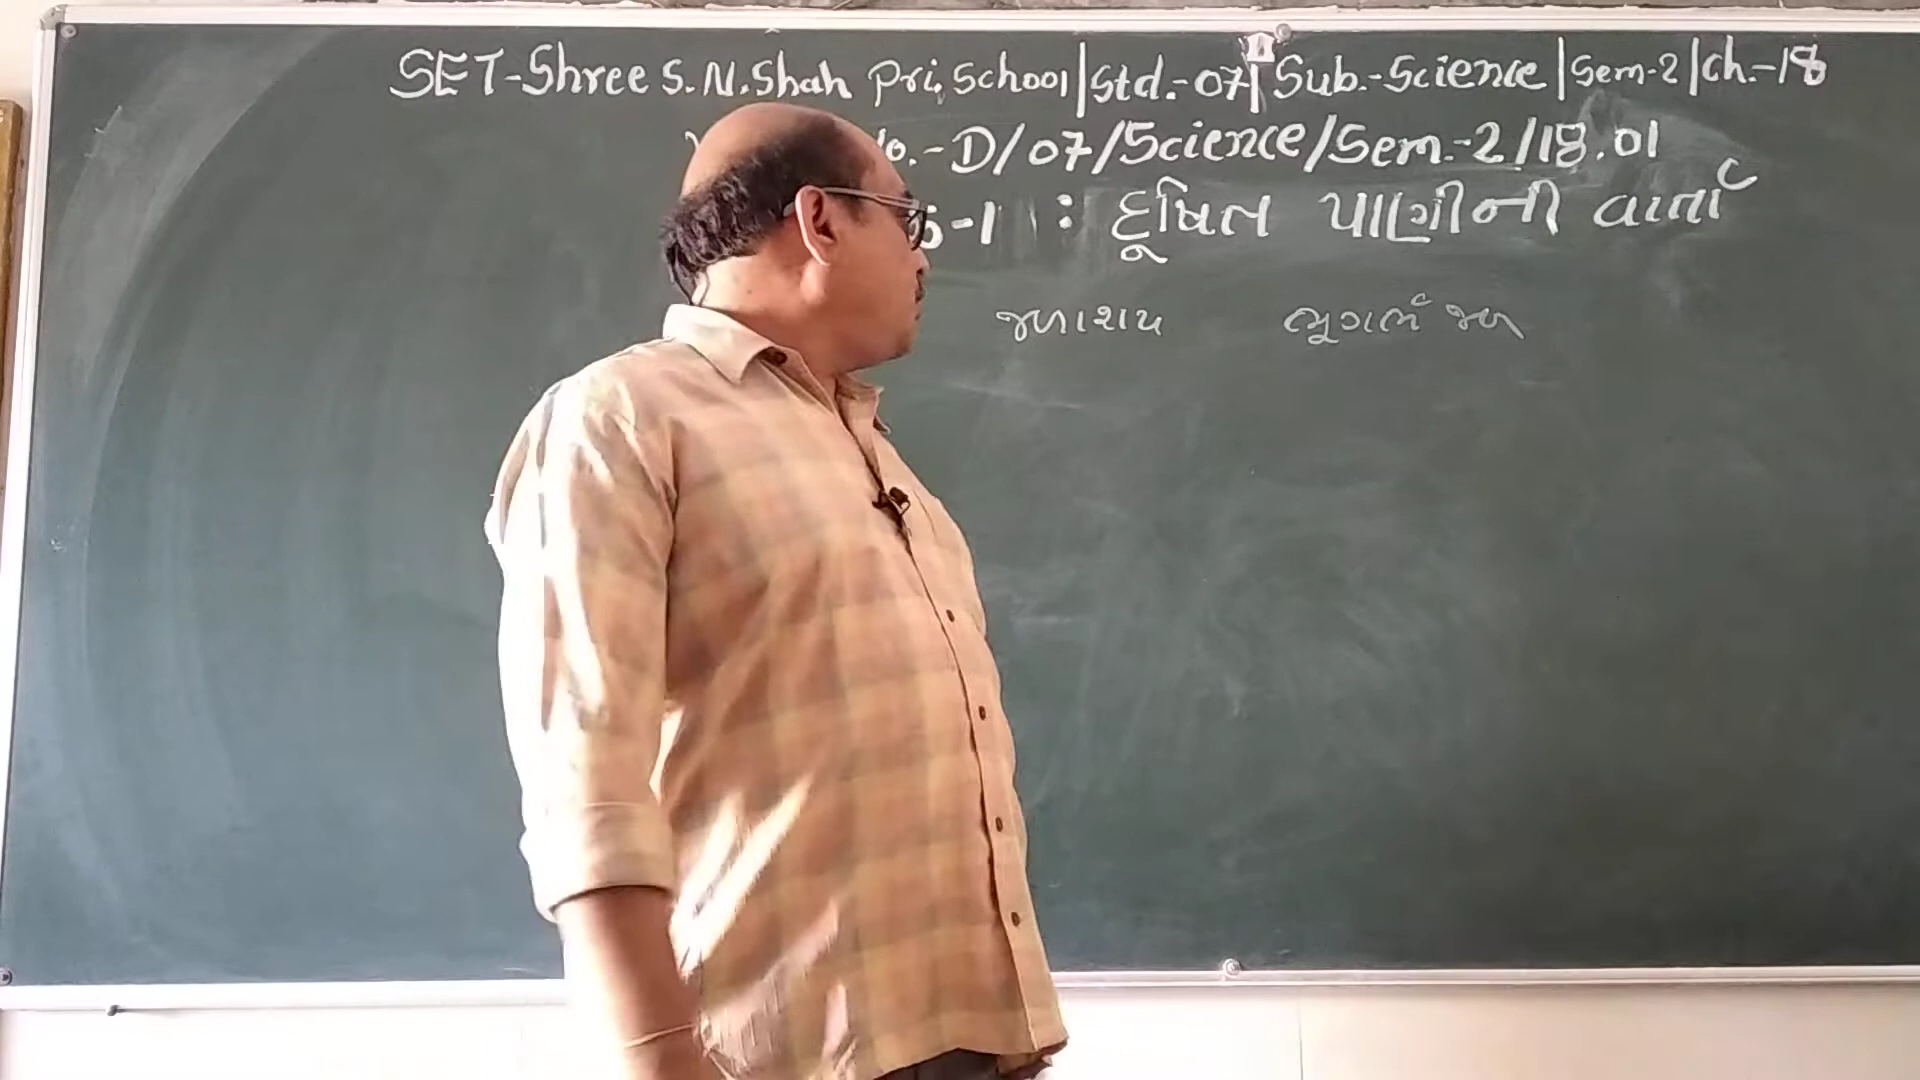 SET-Shree S.N.Shah Pri. School|Std.-07|Sub.-Science|Sem-2|Ch.-18
o.-D/07/Science/Sem.-2/18.01
-1 : દૂષિત પાણીની વાર્તા
જળાશય ભૂગર્ભ જળ